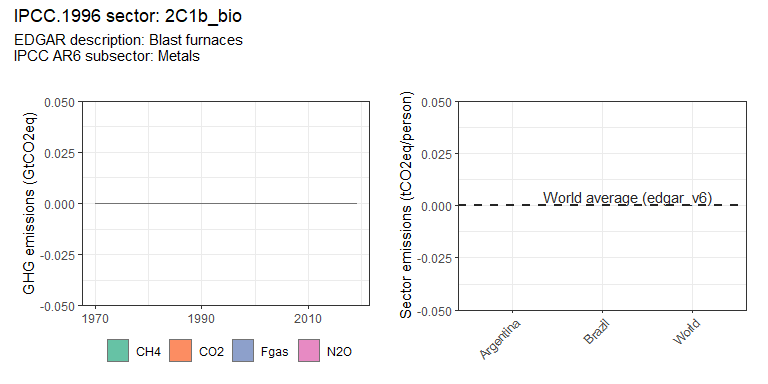 IPCC.1996 sector: 2C1b_bio
EDGAR description: Blast furnaces
IPCC AR6 subsector: Metals
GHG emissions (GtCO2eq)
0.050
0.025
0.000
-0.025
-0.050
1970
1990
2010
CH4
CO2
Fgas
N2O
Sector emissions (tCO2eq/person)
0.050
0.025
0.000
-0.025
-0.050
World average (edgar_v6)
Argentina
Brazil
World